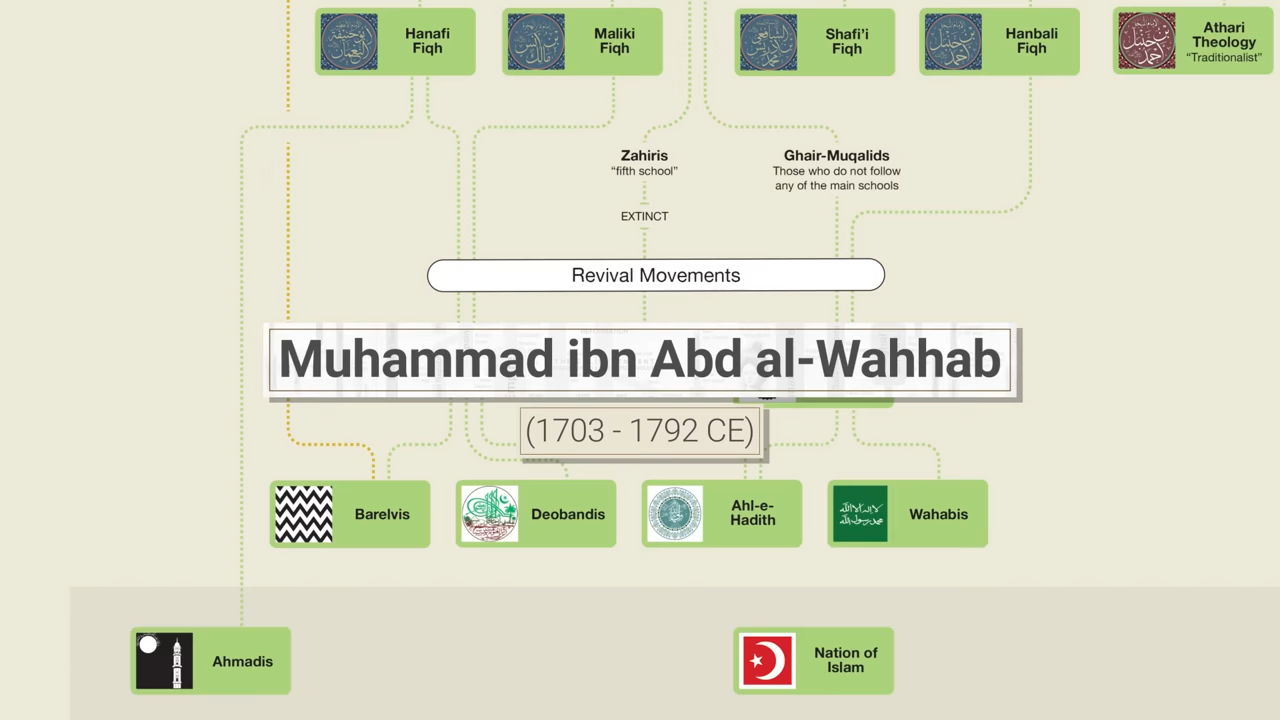 Hanafi
Fiqh
Maliki
Fiqh
Shafi'i
Fiqh
Hanbali
Fiqh
Athari
Theology
“Traditionalist”
Zahiris
“fifth school”
Ghair-Muqalids
Those who do not follow
any of the main schools
EXTINCT
Revival Movements
Muhammad ibn Abd al-Wahhab
(1703 - 1792 CE)
Barelvis
Deobandis
Ahl-e-
Hadith
Wahabis
Ahmadis
Nation of
Islam